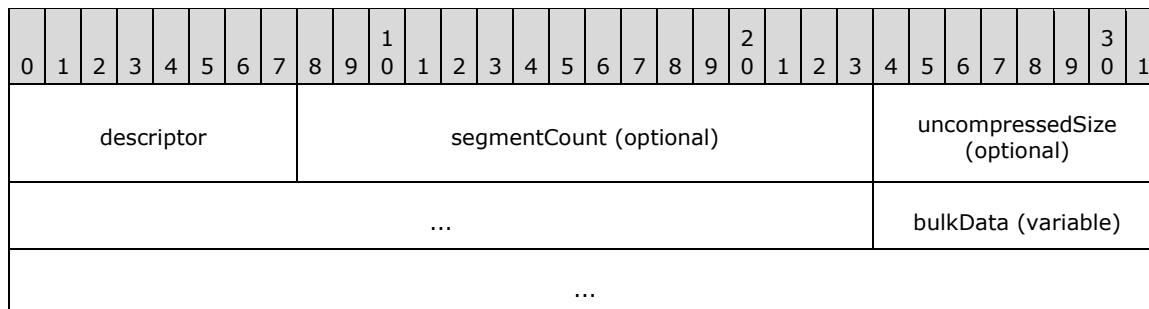 1 2 3
0 1 2 3 4 5 6 7 8 9 0 1 2 3 4 5 6 7 8 9 0 1 2 3 4 5 6 7 8 9 0 1
descriptor segmentCount (optional) uncompressedSize
(optional)
... bulkData (variable)
...